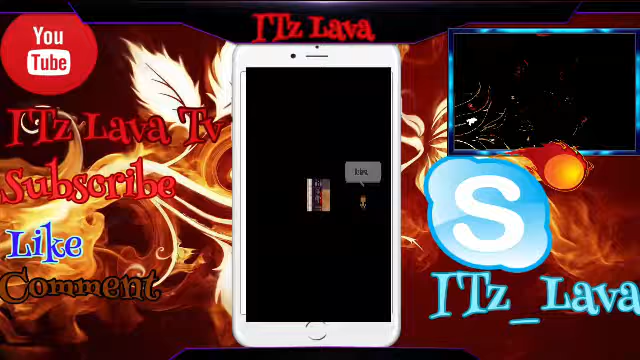 ITz Lava
You
Tube
ITz Lava Tv
Subscribe
Like
Comment
S
ITz_Lava